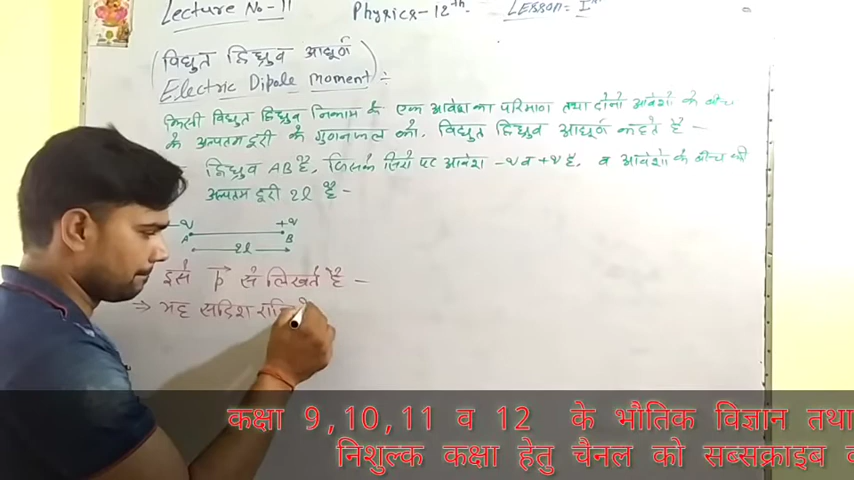 Lecture No-11 Physics-12th LESSON= Ist
(विद्युत द्विध्रुव आघूर्ण)
Electric Dipole moment :-
किसी विद्युत द्विध्रुव निकाय के एक आवेश का परिमाण तथा दोनों आवेशों के बीच
के अल्पतम दूरी के गुणनफल को, विद्युत द्विध्रुव आघूर्ण कहते हैं -
द्विध्रुव AB है, जिसके सिरों पर आवेश -q व +q है, व आवेशों के बीच की
अल्पतम दूरी 2l है -
-q +q
A B
2l
इसे p⃗ से लिखते है -
→ यह सदिश राशि
कक्षा 9,10,11 व 12 के भौतिक विज्ञान तथा
निशुल्क कक्षा हेतु चैनल को सब्सक्राइब